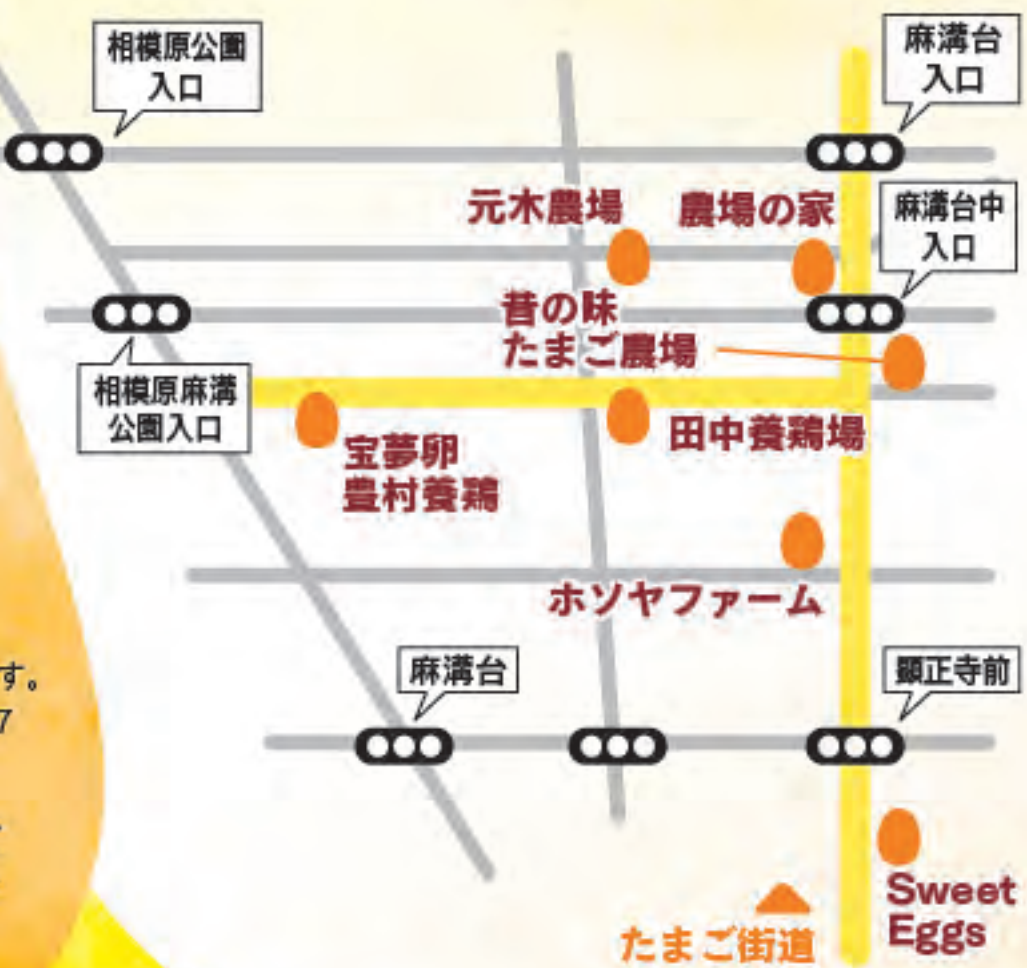 相模原公園
入口
麻溝台
入口
元木農場
農場の家
麻溝台中
入口
昔の味
たまご農場
相模原麻溝
公園入口
宝夢卵
豊村養鶏
田中養鶏場
ホソヤファーム
す。
7
麻溝台
顕正寺前
Sweet
Eggs
たまご街道